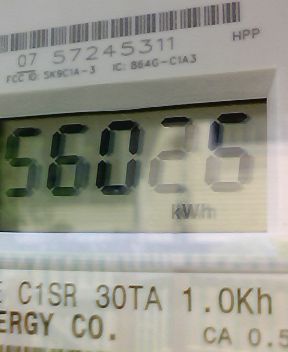 07 57245311
HPP
FCC ID: SK9C1A-3 IC: 864G-C1A3
56026
kWh
C1SR 30TA 1.0Kh
ERGY CO.
CA 0.5